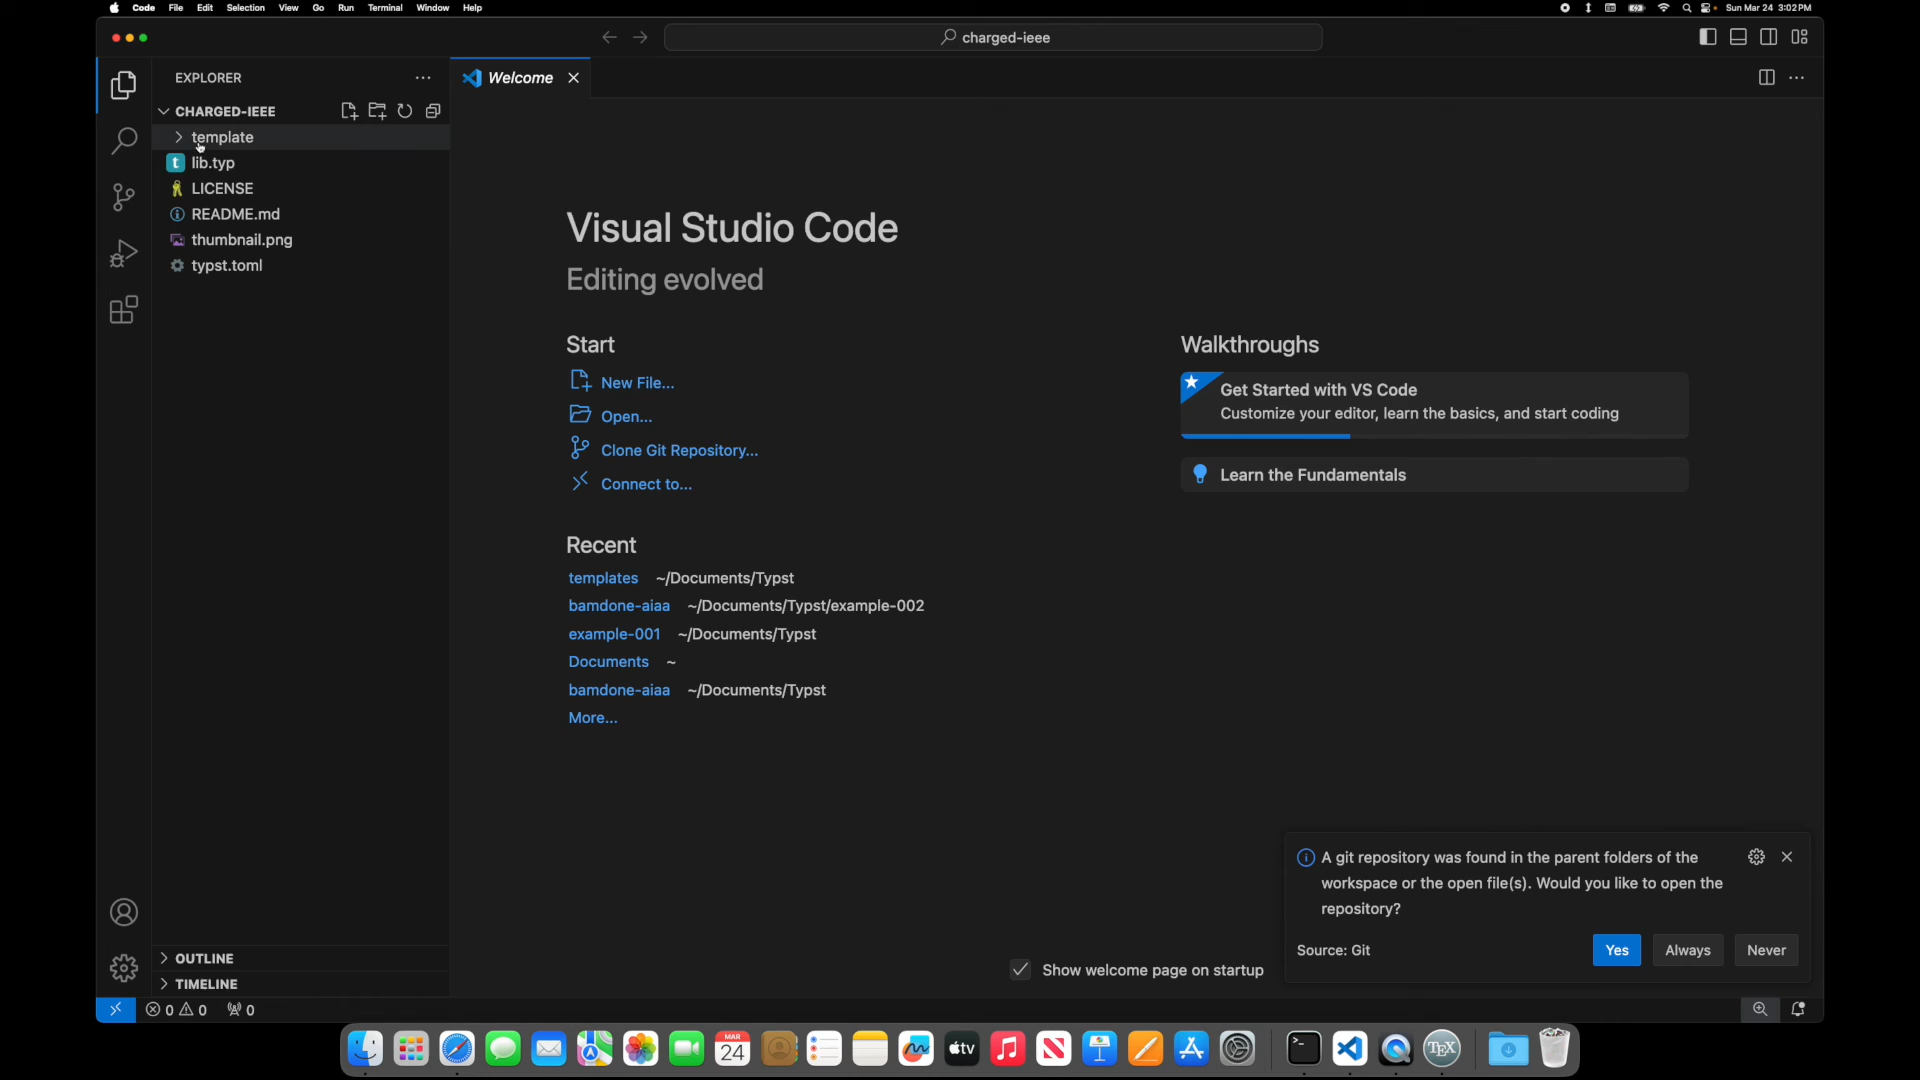 Code File Edit Selection View Go Run Terminal Window Help
Sun Mar 24 3:02 PM
charged-ieee
EXPLORER
Welcome
CHARGED-IEEE
template
lib.typ
LICENSE
README.md
thumbnail.png
typst.toml
Visual Studio Code
Editing evolved
Start
New File...
Open...
Clone Git Repository...
Connect to...
Walkthroughs
Get Started with VS Code
Customize your editor, learn the basics, and start coding
Learn the Fundamentals
Recent
templates ~/Documents/Typst
bamdone-aiaa ~/Documents/Typst/example-002
example-001 ~/Documents/Typst
Documents ~
bamdone-aiaa ~/Documents/Typst
More...
A git repository was found in the parent folders of the
workspace or the open file(s). Would you like to open the
repository?
Source: Git
Yes Always Never
Show welcome page on startup
OUTLINE
TIMELINE
0 0 0
MAR
24
tv
TEX